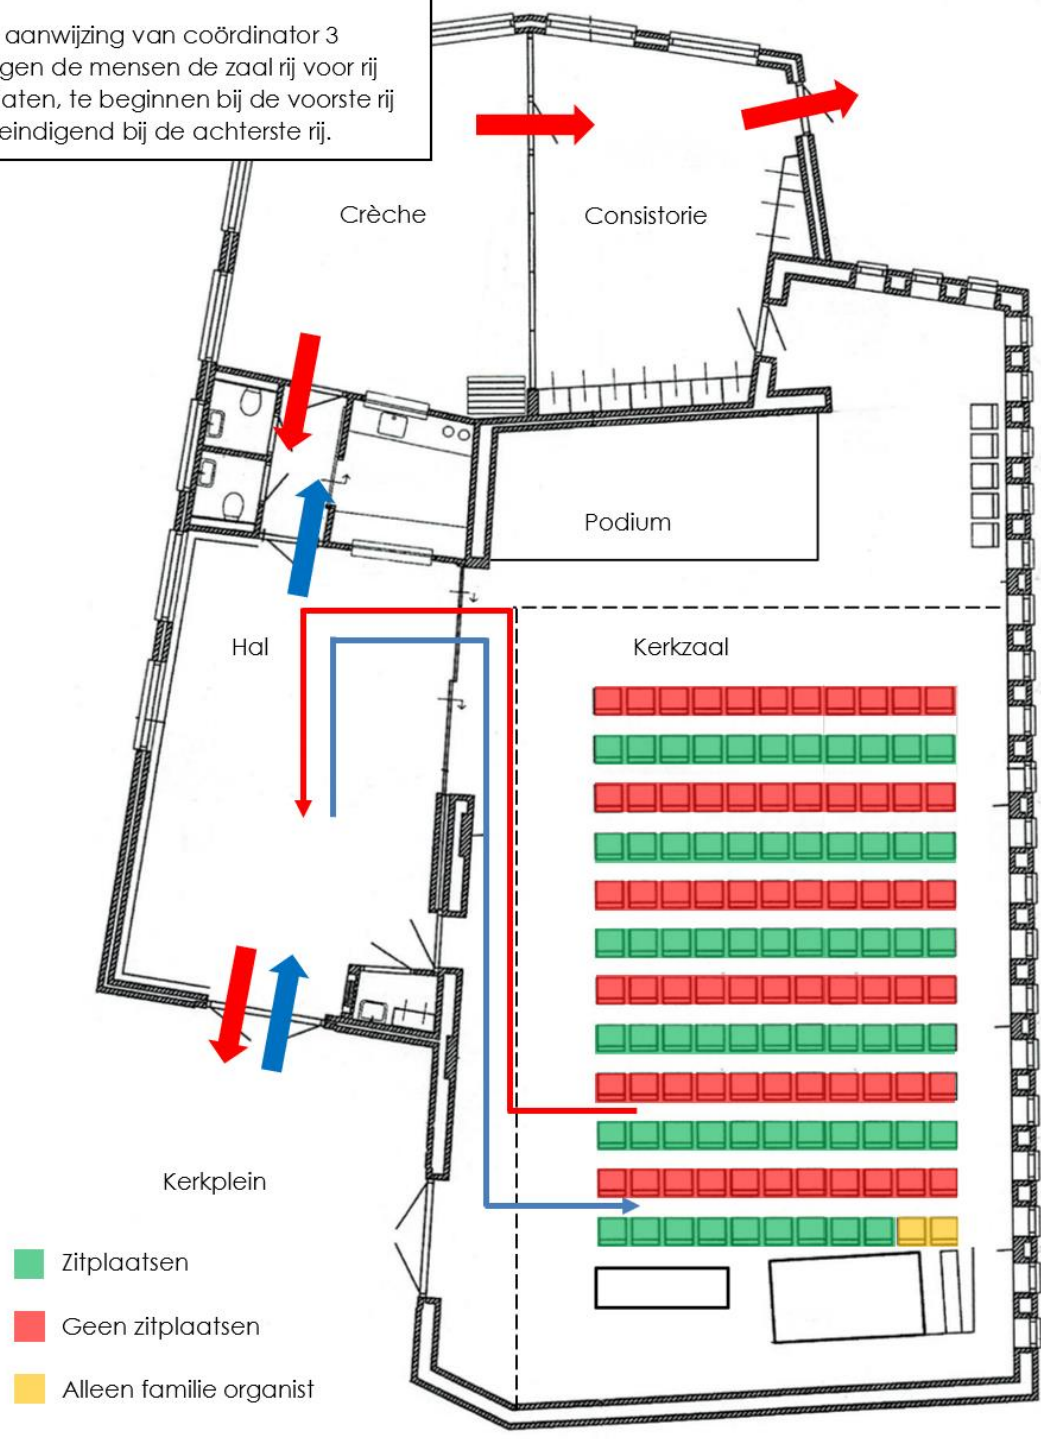 aanwijzing van coördinator 3
gen de mensen de zaal rij voor rij
aten, te beginnen bij de voorste rij
eindigend bij de achterste rij.
Crèche
Consistorie
Podium
Hal
Kerkzaal
Kerkplein
Zitplaatsen
Geen zitplaatsen
Alleen familie organist